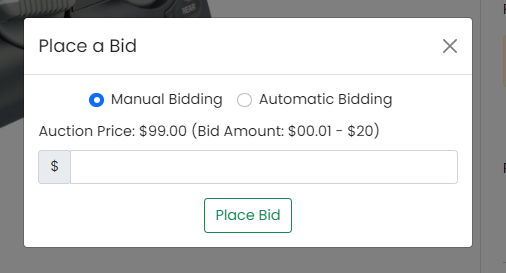 Place a Bid
Manual Bidding Automatic Bidding
Auction Price: $99.00 (Bid Amount: $00.01 - $20)
$
Place Bid